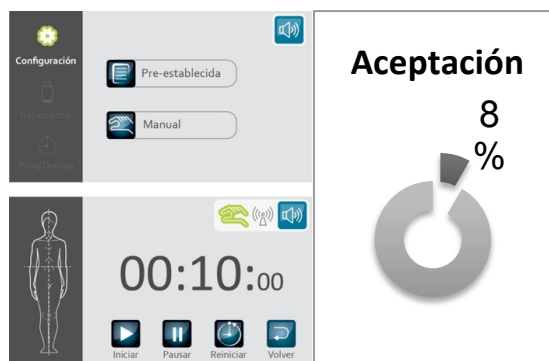 Configuración
Pre-establecida
Tratamiento
Manual
Prog/Tiempo
00:10:00
Iniciar Pausar Reiniciar Volver
Aceptación
8
%